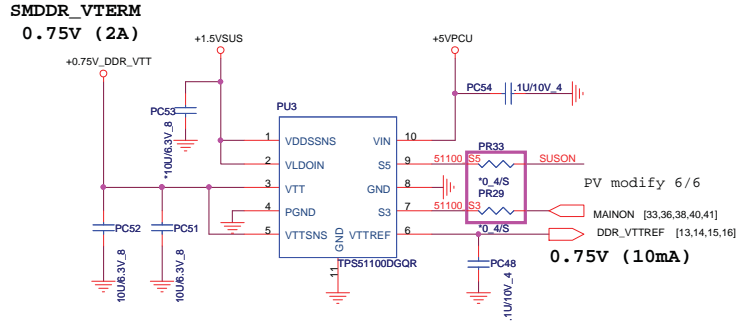 SMDDR_VTERM
0.75V (2A)
+1.5VSUS
+5VPCU
+0.75V_DDR_VTT
PC54
.1U/10V_4
PC53
*10U/6.3V_8
PU3
1 VDDSSNS VIN 10
2 VLDOIN S5 9
3 VTT GND 8
4 PGND S3 7
5 VTTSNS VTTREF 6
GND
11
TPS51100DGQR
51100_S5
PR33
SUSON
*0_4/S
PR29
51100_S3
*0_4/S
PV modify 6/6
MAINON [33,36,38,40,41]
DDR_VTTREF [13,14,15,16]
0.75V (10mA)
PC52
10U/6.3V_8
PC51
10U/6.3V_8
PC48
.1U/10V_4